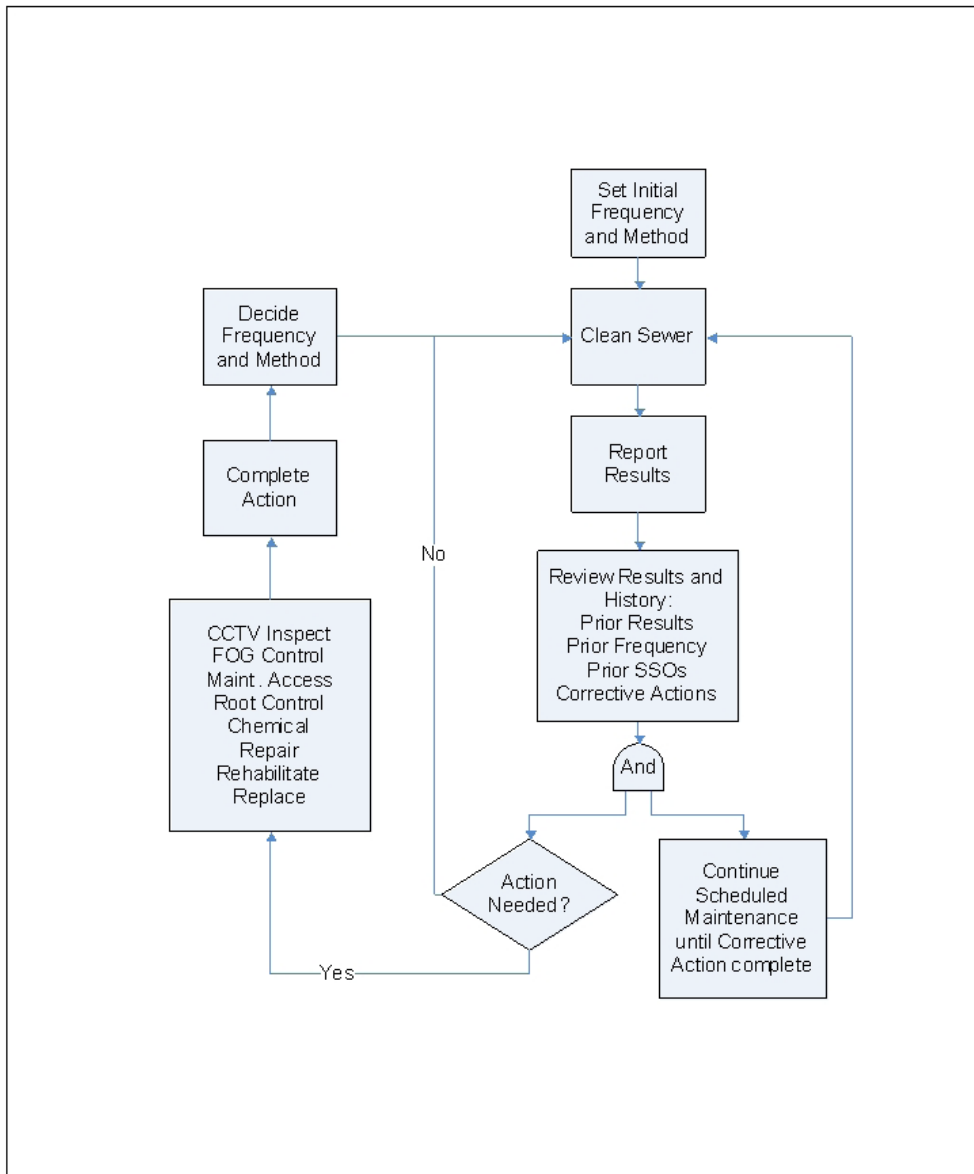 Set Initial
Frequency
and Method
Decide
Frequency
and Method
Clean Sewer
Complete
Action
Report
Results
No
Review Results and
History:
Prior Results
Prior Frequency
Prior SSOs
Corrective Actions
CCTV Inspect
FOG Control
Maint. Access
Root Control
Chemical
Repair
Rehabilitate
Replace
And
Action
Needed?
Continue
Scheduled
Maintenance
until Corrective
Action complete
Yes